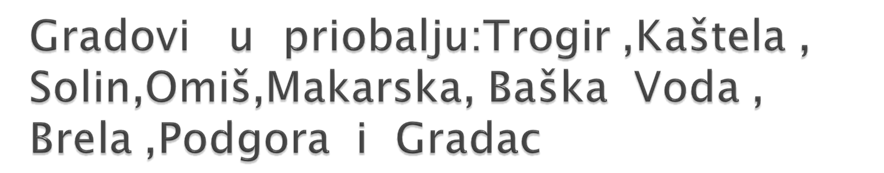 Gradovi u priobalju:Trogir ,Kaštela ,
Solin,Omiš,Makarska, Baška Voda ,
Brela ,Podgora i Gradac